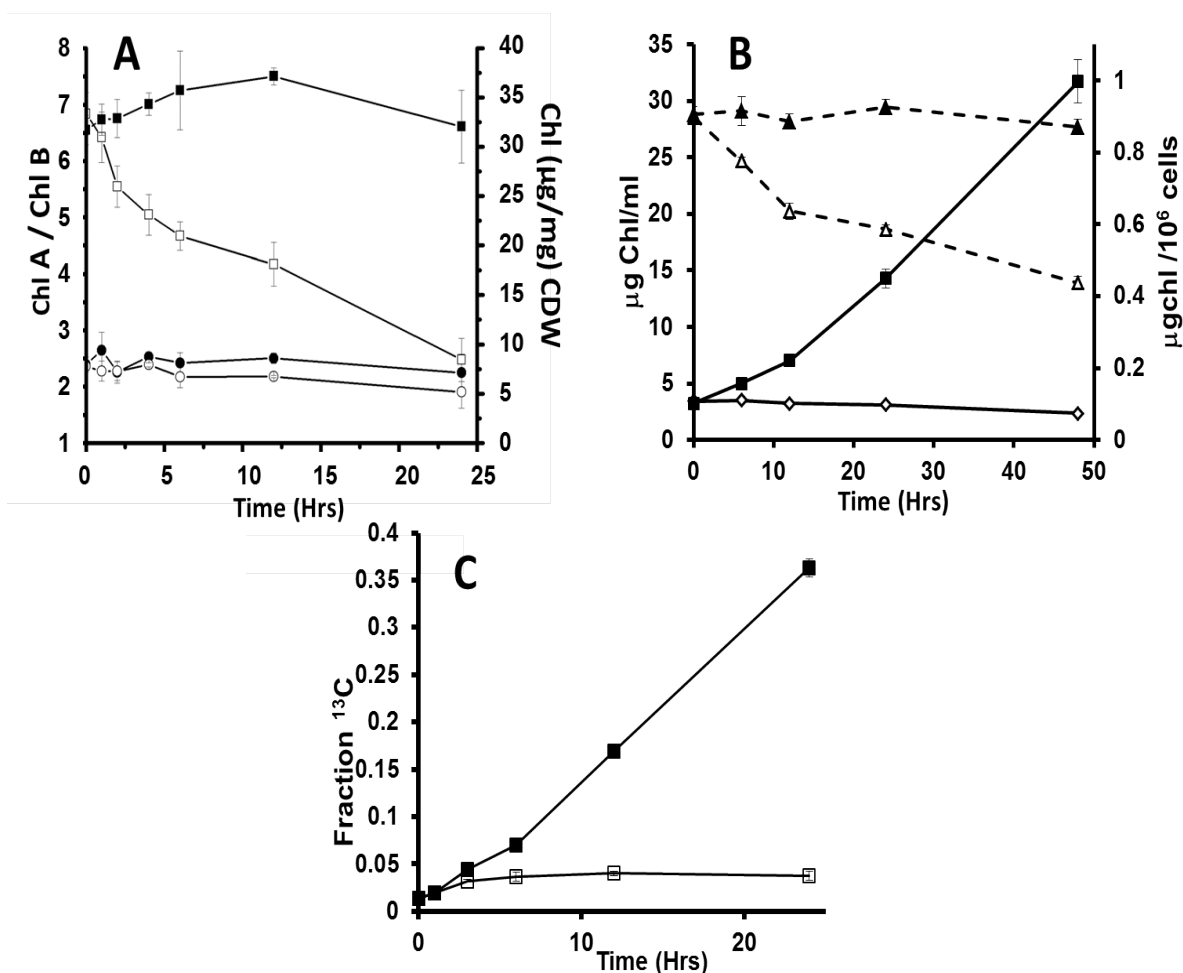 A
8
7
6
5
4
3
2
1
Chl A / Chl B
40
35
30
25
20
15
10
5
0
Chl (µg/mg) CDW
0 5 10 15 20 25
Time (Hrs)
B
35
30
25
20
15
10
5
0
µg Chl/ml
1
0.8
0.6
0.4
0.2
0
µgchl /10⁶ cells
0 10 20 30 40 50
Time (Hrs)
C
0.4
0.35
0.3
0.25
0.2
0.15
0.1
0.05
0
Fraction ¹³C
0 10 20
Time (Hrs)